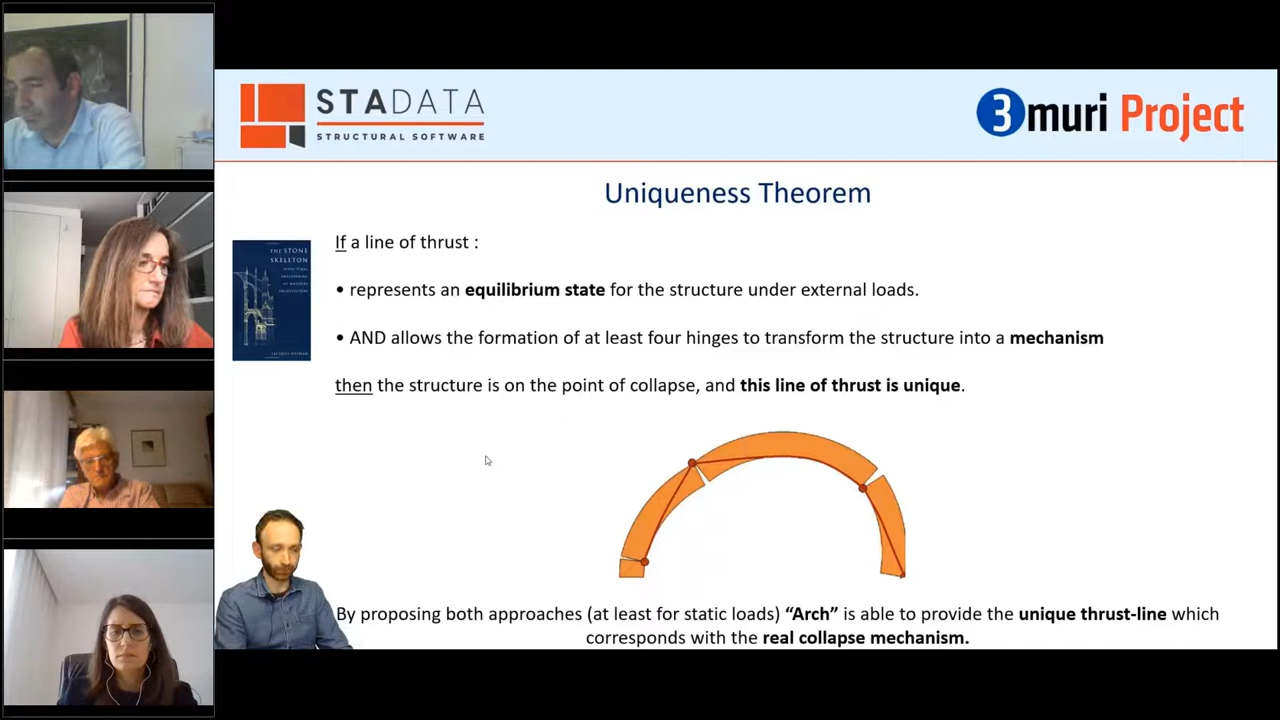 STADATA
STRUCTURAL SOFTWARE
3muri Project
Uniqueness Theorem
If a line of thrust :
• represents an equilibrium state for the structure under external loads.
• AND allows the formation of at least four hinges to transform the structure into a mechanism
then the structure is on the point of collapse, and this line of thrust is unique.
THE STONE
SKELETON
By proposing both approaches (at least for static loads) “Arch” is able to provide the unique thrust-line which
corresponds with the real collapse mechanism.